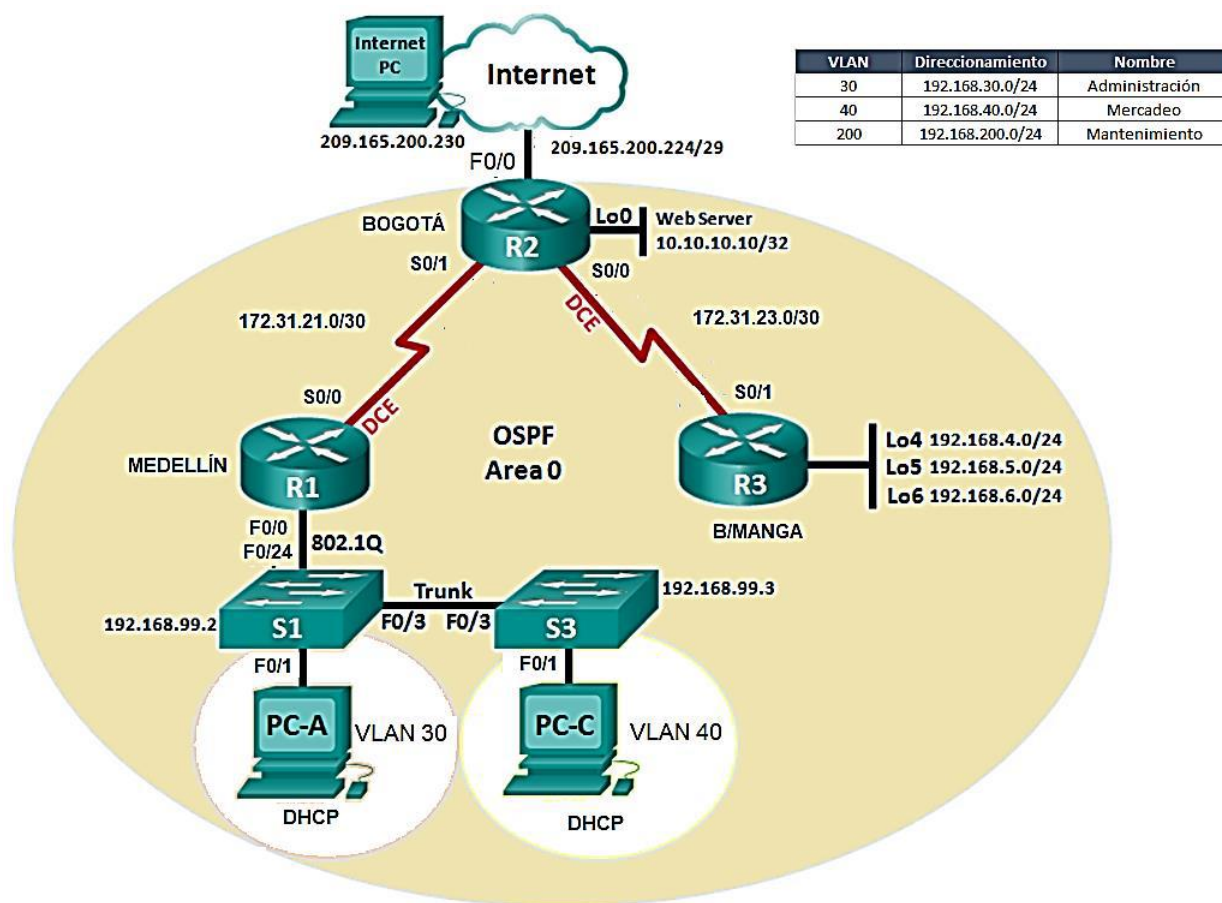 Internet
PC
Internet
209.165.200.230
209.165.200.224/29
F0/0
VLAN Direccionamiento Nombre
30 192.168.30.0/24 Administración
40 192.168.40.0/24 Mercadeo
200 192.168.200.0/24 Mantenimiento
BOGOTÁ
R2
Lo0
Web Server
10.10.10.10/32
S0/1
S0/0
DCE
172.31.21.0/30
172.31.23.0/30
S0/0
DCE
S0/1
OSPF
Area 0
MEDELLÍN
R1
R3
B/MANGA
Lo4 192.168.4.0/24
Lo5 192.168.5.0/24
Lo6 192.168.6.0/24
F0/0
F0/24
802.1Q
Trunk
192.168.99.3
192.168.99.2
S1
F0/3
F0/3
S3
F0/1
F0/1
PC-A
VLAN 30
PC-C
VLAN 40
DHCP
DHCP